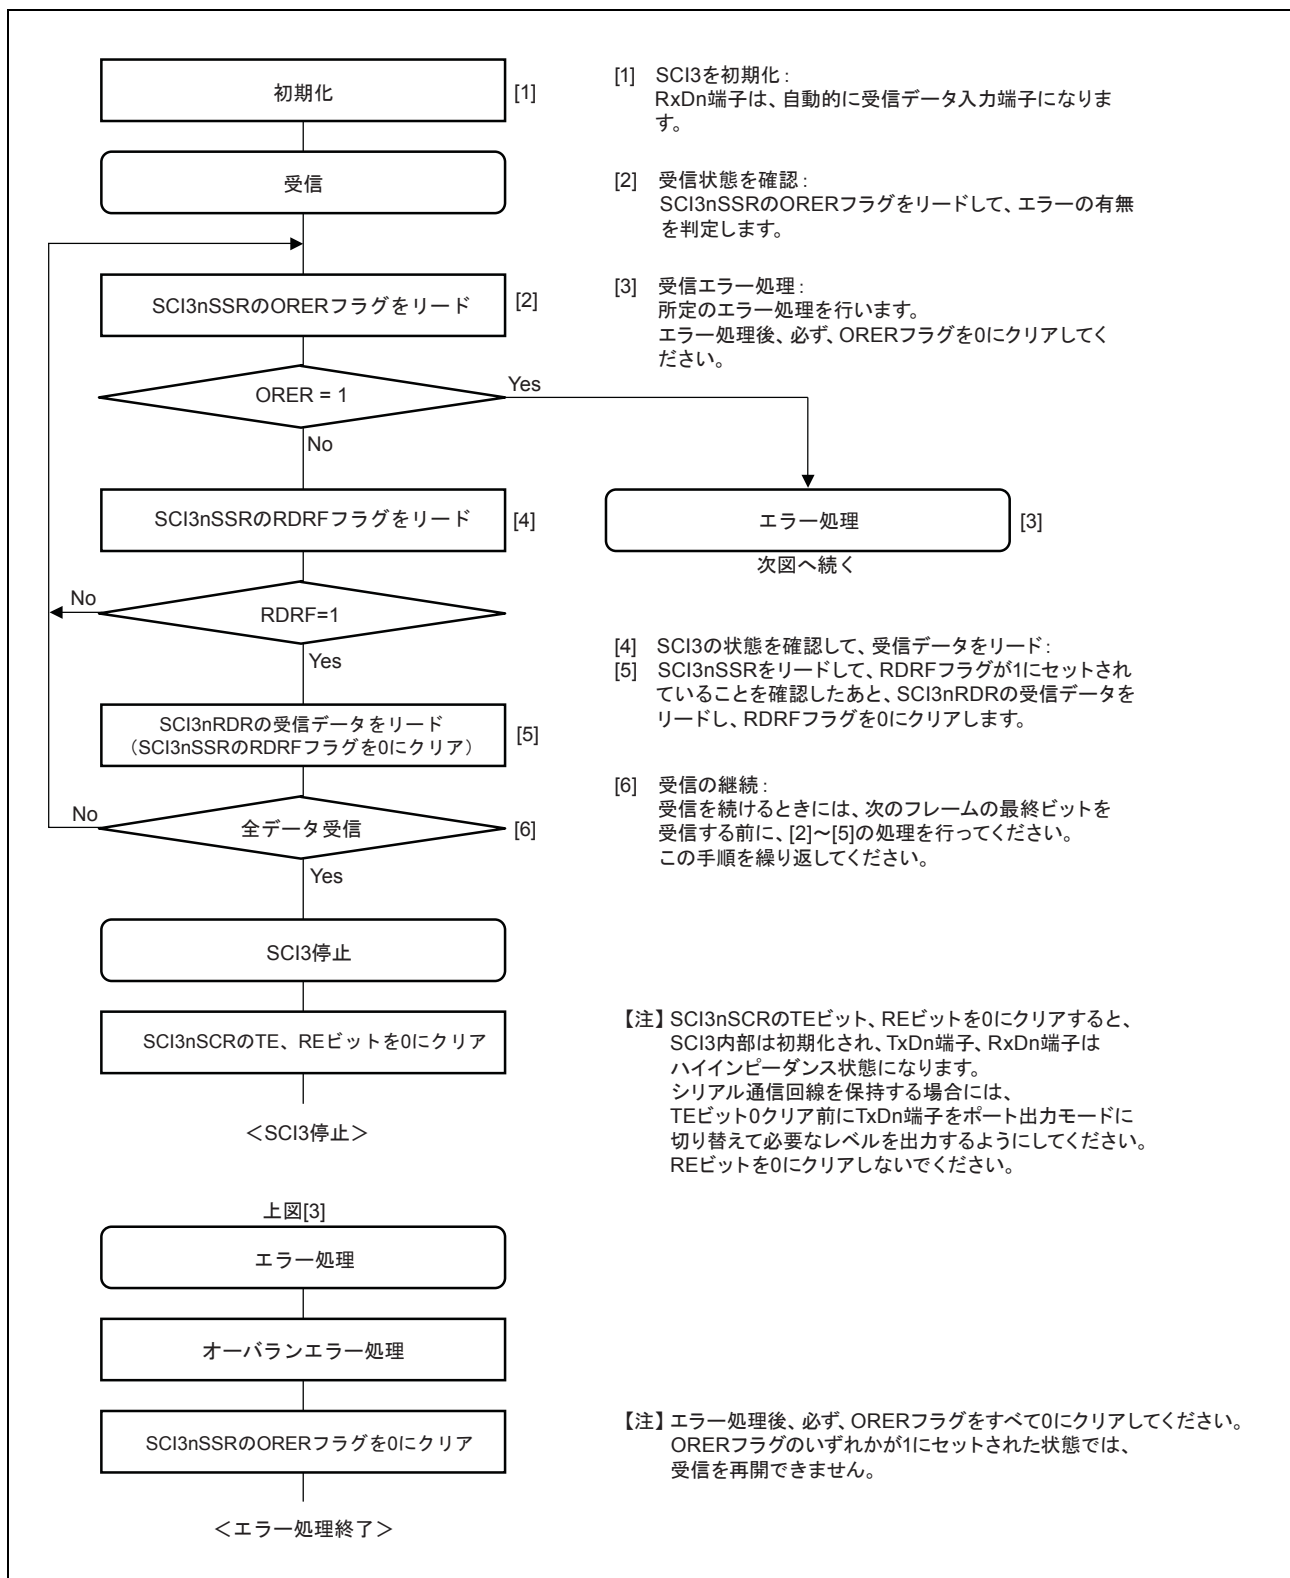 初期化
[1]
受信
SCI3nSSRのORERフラグをリード
[2]
ORER = 1
Yes
No
SCI3nSSRのRDRFフラグをリード
[4]
エラー処理
[3]
次図へ続く
No
RDRF=1
Yes
SCI3nRDRの受信データをリード
（SCI3nSSRのRDRFフラグを0にクリア）
[5]
No
全データ受信
[6]
Yes
SCI3停止
SCI3nSCRのTE、REビットを0にクリア
＜SCI3停止＞
[1] SCI3を初期化：
RxDn端子は、自動的に受信データ入力端子になりま
す。
[2] 受信状態を確認：
SCI3nSSRのORERフラグをリードして、エラーの有無
を判定します。
[3] 受信エラー処理：
所定のエラー処理を行います。
エラー処理後、必ず、ORERフラグを0にクリアしてく
ださい。
[4] SCI3の状態を確認して、受信データをリード：
[5] SCI3nSSRをリードして、RDRFフラグが1にセットされ
ていることを確認したあと、SCI3nRDRの受信データを
リードし、RDRFフラグを0にクリアします。
[6] 受信の継続：
受信を続けるときには、次のフレームの最終ビットを
受信する前に、[2]～[5]の処理を行ってください。
この手順を繰り返してください。
【注】SCI3nSCRのTEビット、REビットを0にクリアすると、
SCI3内部は初期化され、TxDn端子、RxDn端子は
ハイインピーダンス状態になります。
シリアル通信回線を保持する場合には、
TEビット0クリア前にTxDn端子をポート出力モードに
切り替えて必要なレベルを出力するようにしてください。
REビットを0にクリアしないでください。
上図[3]
エラー処理
オーバランエラー処理
SCI3nSSRのORERフラグを0にクリア
＜エラー処理終了＞
【注】エラー処理後、必ず、ORERフラグをすべて0にクリアしてください。
ORERフラグのいずれかが1にセットされた状態では、
受信を再開できません。